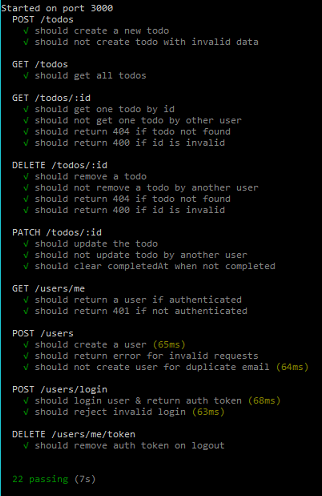 Started on port 3000
POST /todos
√ should create a new todo
√ should not create todo with invalid data
GET /todos
√ should get all todos
GET /todos/:id
√ should get one todo by id
√ should not get one todo by other user
√ should return 404 if todo not found
√ should return 400 if id is invalid
DELETE /todos/:id
√ should remove a todo
√ should not remove a todo by another user
√ should return 404 if todo not found
√ should return 400 if id is invalid
PATCH /todos/:id
√ should update the todo
√ should not update todo by another user
√ should clear completedAt when not completed
GET /users/me
√ should return a user if authenticated
√ should return 401 if not authenticated
POST /users
√ should create a user (65ms)
√ should return error for invalid requests
√ should not create user for duplicate email (64ms)
POST /users/login
√ should login user & return auth token (68ms)
√ should reject invalid login (63ms)
DELETE /users/me/token
√ should remove auth token on logout
22 passing (7s)